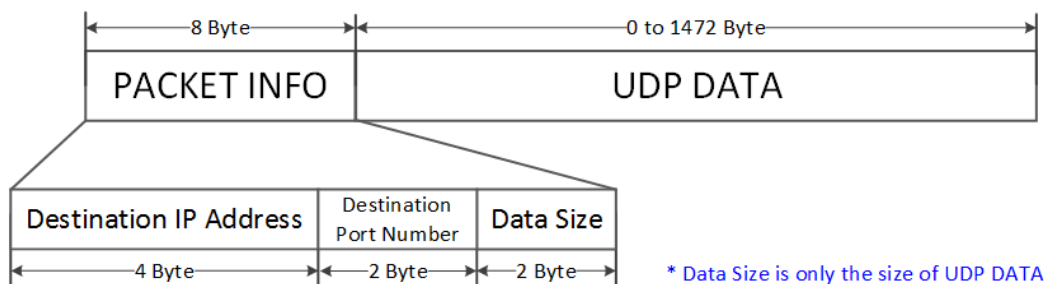 8 Byte
0 to 1472 Byte
PACKET INFO
UDP DATA
Destination IP Address
Destination
Port Number
Data Size
4 Byte
2 Byte
2 Byte
* Data Size is only the size of UDP DATA